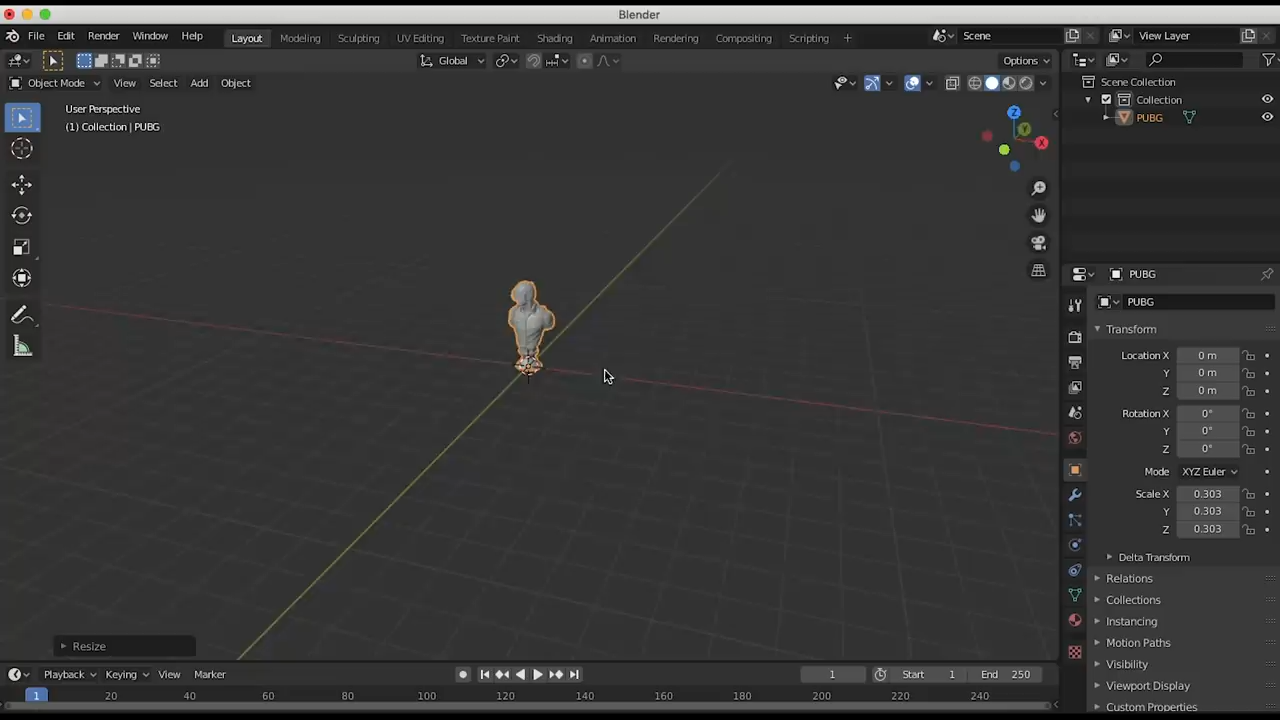 Blender
File Edit Render Window Help
Layout Modeling Sculpting UV Editing Texture Paint Shading Animation Rendering Compositing Scripting +
Scene
View Layer
Global
Options
Object Mode View Select Add Object
User Perspective
(1) Collection | PUBG
Z
Y
X
Scene Collection
Collection
PUBG
PUBG
PUBG
Transform
Location X 0 m
Y 0 m
Z 0 m
Rotation X 0°
Y 0°
Z 0°
Mode XYZ Euler
Scale X 0.303
Y 0.303
Z 0.303
Delta Transform
Relations
Collections
Instancing
Motion Paths
Visibility
Viewport Display
Custom Properties
Resize
Playback Keying View Marker
1 Start 1 End 250
1 20 40 60 80 100 120 140 160 180 200 220 240